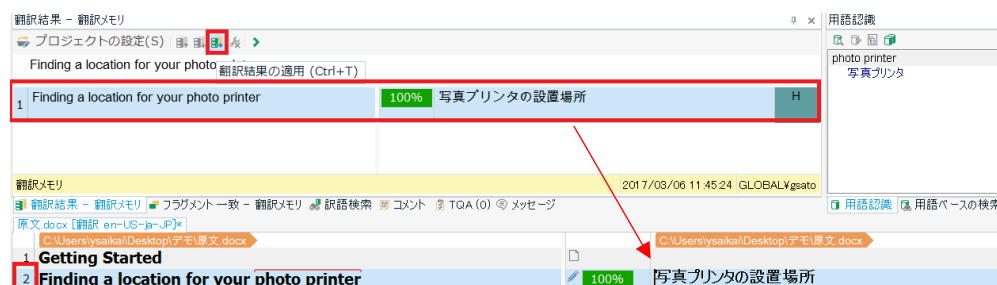 翻訳結果 - 翻訳メモリ
用語認識
プロジェクトの設定(S)
Finding a location for your photo
翻訳結果の適用 (Ctrl+T)
photo printer
写真プリンタ
1 Finding a location for your photo printer 100% 写真プリンタの設置場所 H
翻訳メモリ 2017/03/06 11:45:24 GLOBAL¥gsato
翻訳結果 - 翻訳メモリ フラグメント一致 - 翻訳メモリ 訳語検索 コメント TQA (0) メッセージ
用語認識 用語ベースの検索
原文.docx [翻訳 en-US-ja-JP]*
C:\Users\ysaikai\Desktop\デモ\原文.docx C:\Users\ysaikai\Desktop\デモ\原文.docx
1 Getting Started
2 Finding a location for your photo printer 100% 写真プリンタの設置場所